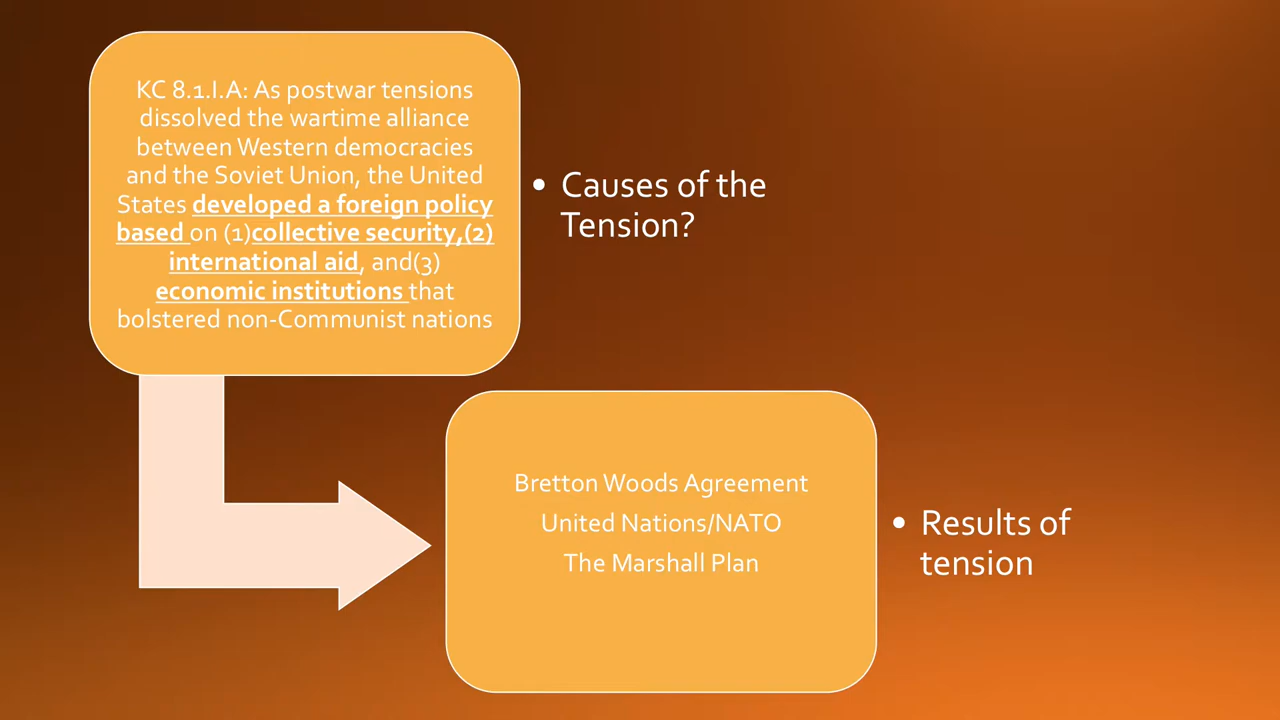 KC 8.1.I.A: As postwar tensions
dissolved the wartime alliance
between Western democracies
and the Soviet Union, the United
States developed a foreign policy
based on (1)collective security,(2)
international aid, and(3)
economic institutions that
bolstered non-Communist nations
• Causes of the
Tension?
Bretton Woods Agreement
United Nations/NATO
The Marshall Plan
• Results of
tension